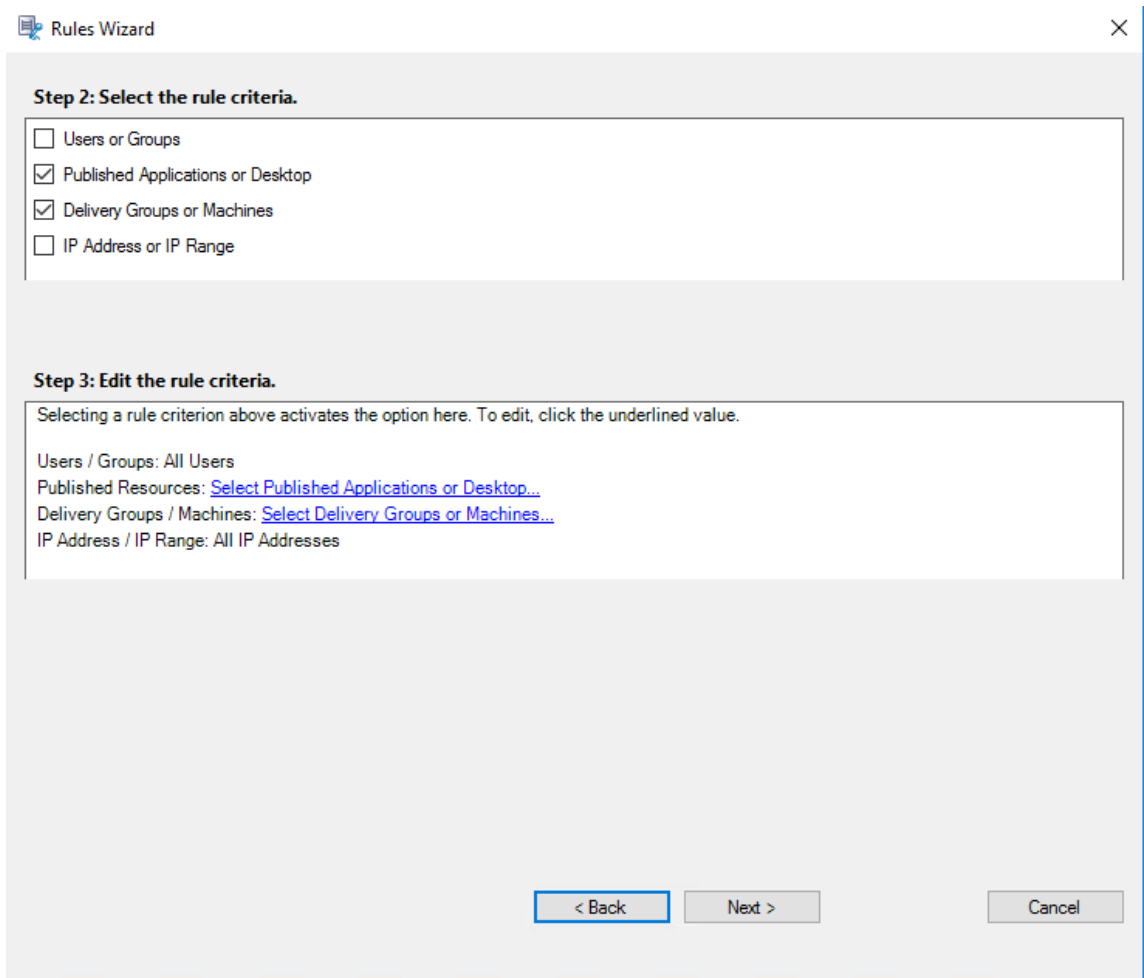 Rules Wizard
Step 2: Select the rule criteria.
Users or Groups
Published Applications or Desktop
Delivery Groups or Machines
IP Address or IP Range
Step 3: Edit the rule criteria.
Selecting a rule criterion above activates the option here. To edit, click the underlined value.
Users / Groups: All Users
Published Resources: Select Published Applications or Desktop...
Delivery Groups / Machines: Select Delivery Groups or Machines...
IP Address / IP Range: All IP Addresses
< Back Next > Cancel